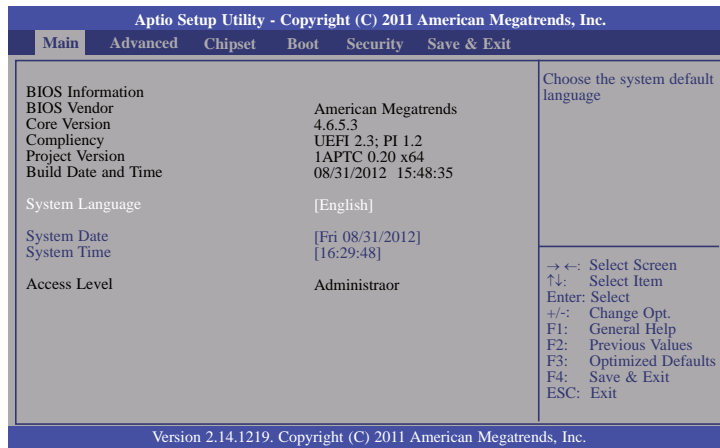 Aptio Setup Utility - Copyright (C) 2011 American Megatrends, Inc.
Main Advanced Chipset Boot Security Save & Exit
BIOS Information
BIOS Vendor American Megatrends
Core Version 4.6.5.3
Compliency UEFI 2.3; PI 1.2
Project Version 1APTC 0.20 x64
Build Date and Time 08/31/2012 15:48:35
System Language [English]
System Date [Fri 08/31/2012]
System Time [16:29:48]
Access Level Administraor
Choose the system default
language
→ ←: Select Screen
↑↓: Select Item
Enter: Select
+/-: Change Opt.
F1: General Help
F2: Previous Values
F3: Optimized Defaults
F4: Save & Exit
ESC: Exit
Version 2.14.1219. Copyright (C) 2011 American Megatrends, Inc.